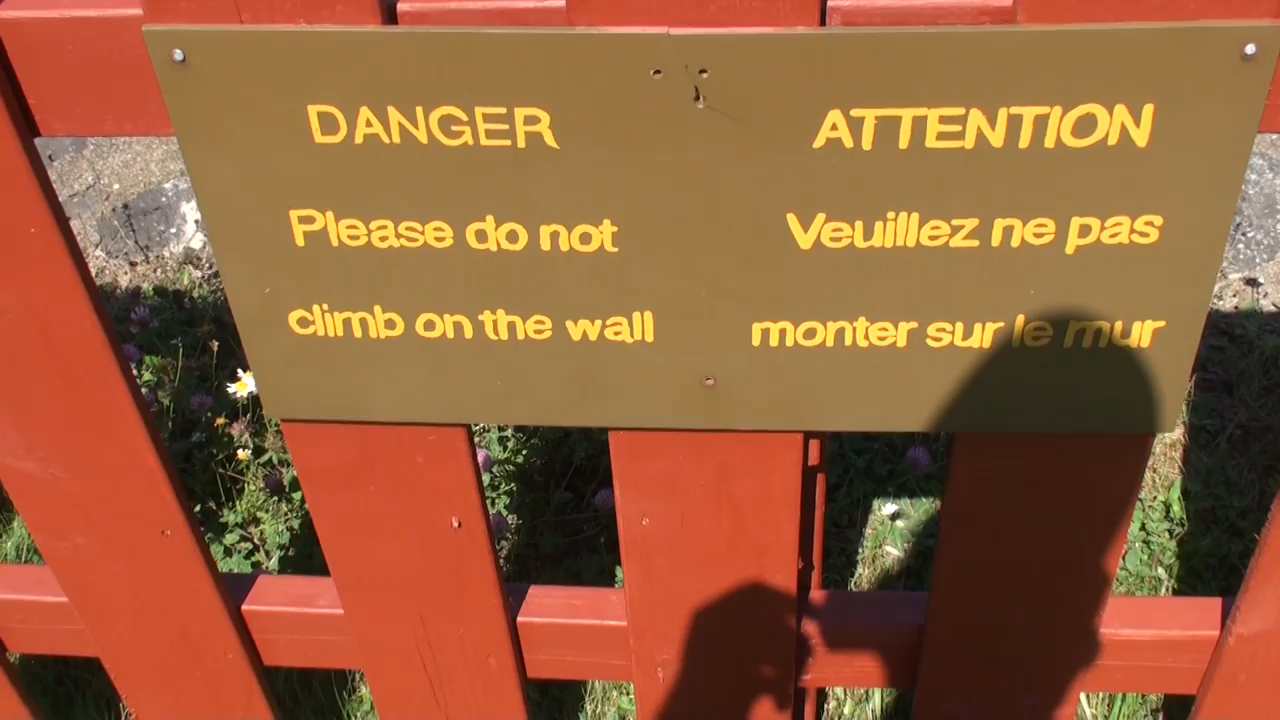 DANGER
Please do not
climb on the wall
ATTENTION
Veuillez ne pas
monter sur le mur